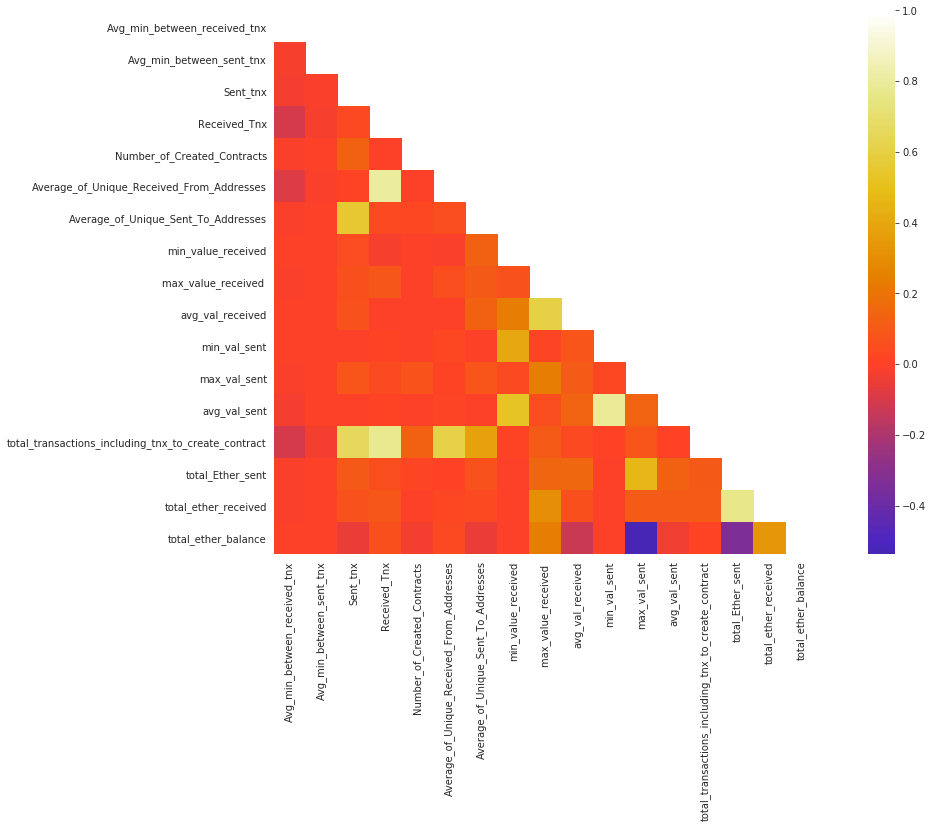 Avg_min_between_received_tnx
Avg_min_between_sent_tnx
Sent_tnx
Received_Tnx
Number_of_Created_Contracts
Average_of_Unique_Received_From_Addresses
Average_of_Unique_Sent_To_Addresses
min_value_received
max_value_received
avg_val_received
min_val_sent
max_val_sent
avg_val_sent
total_transactions_including_tnx_to_create_contract
total_Ether_sent
total_ether_received
total_ether_balance
Avg_min_between_received_tnx
Avg_min_between_sent_tnx
Sent_tnx
Received_Tnx
Number_of_Created_Contracts
Average_of_Unique_Received_From_Addresses
Average_of_Unique_Sent_To_Addresses
min_value_received
max_value_received
avg_val_received
min_val_sent
max_val_sent
avg_val_sent
total_transactions_including_tnx_to_create_contract
total_Ether_sent
total_ether_received
total_ether_balance
1.0
0.8
0.6
0.4
0.2
0.0
−0.2
−0.4